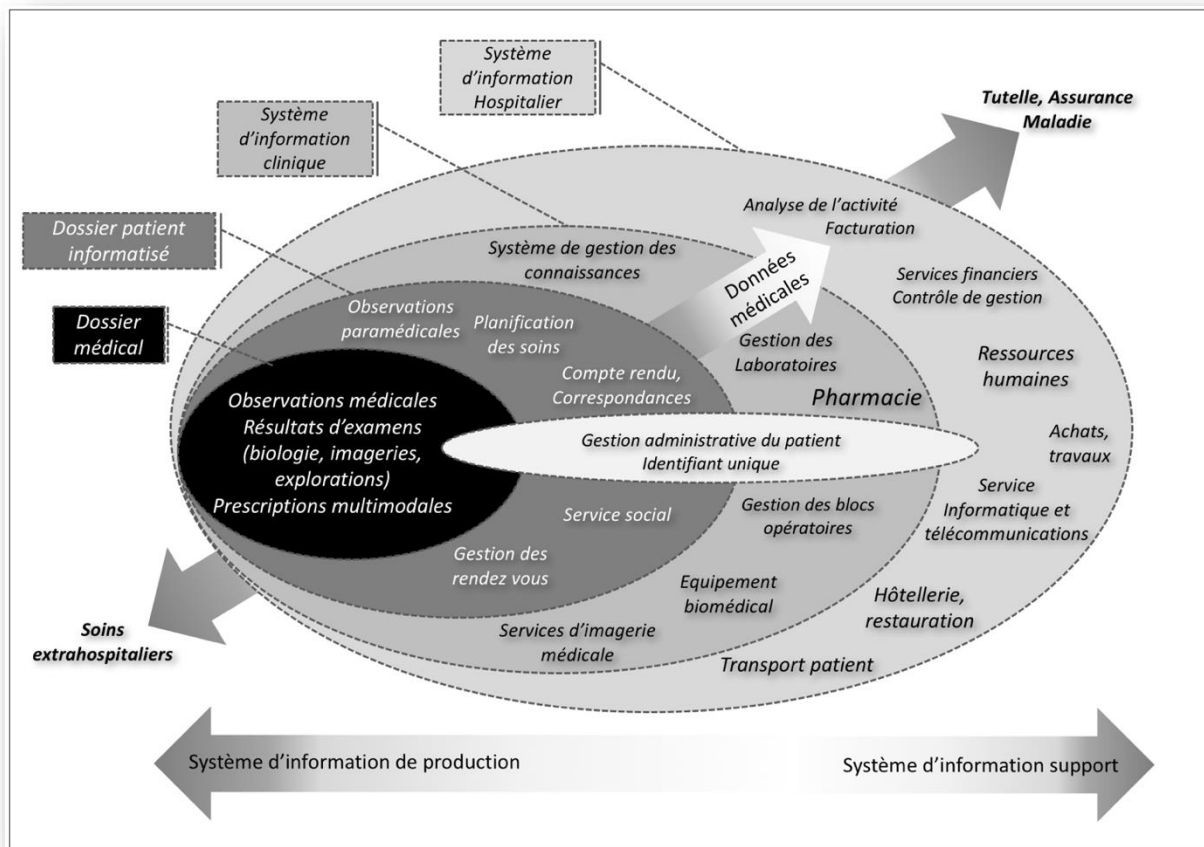 Système
d'information
Hospitalier
Tutelle, Assurance
Maladie
Système
d'information
clinique
Dossier patient
informatisé
Dossier
médical
Analyse de l'activité
Facturation
Système de gestion des
connaissances
Données
médicales
Services financiers
Contrôle de gestion
Observations
paramédicales
Planification
des soins
Gestion des
Laboratoires
Ressources
humaines
Compte rendu,
Correspondances
Pharmacie
Observations médicales
Résultats d'examens
(biologie, imageries,
explorations)
Prescriptions multimodales
Gestion administrative du patient
Identifiant unique
Achats,
travaux
Service
Informatique et
télécommunications
Service social
Gestion des blocs
opératoires
Gestion des
rendez vous
Equipement
biomédical
Hôtellerie,
restauration
Soins
extrahospitaliers
Services d'imagerie
médicale
Transport patient
Système d'information de production
Système d'information support